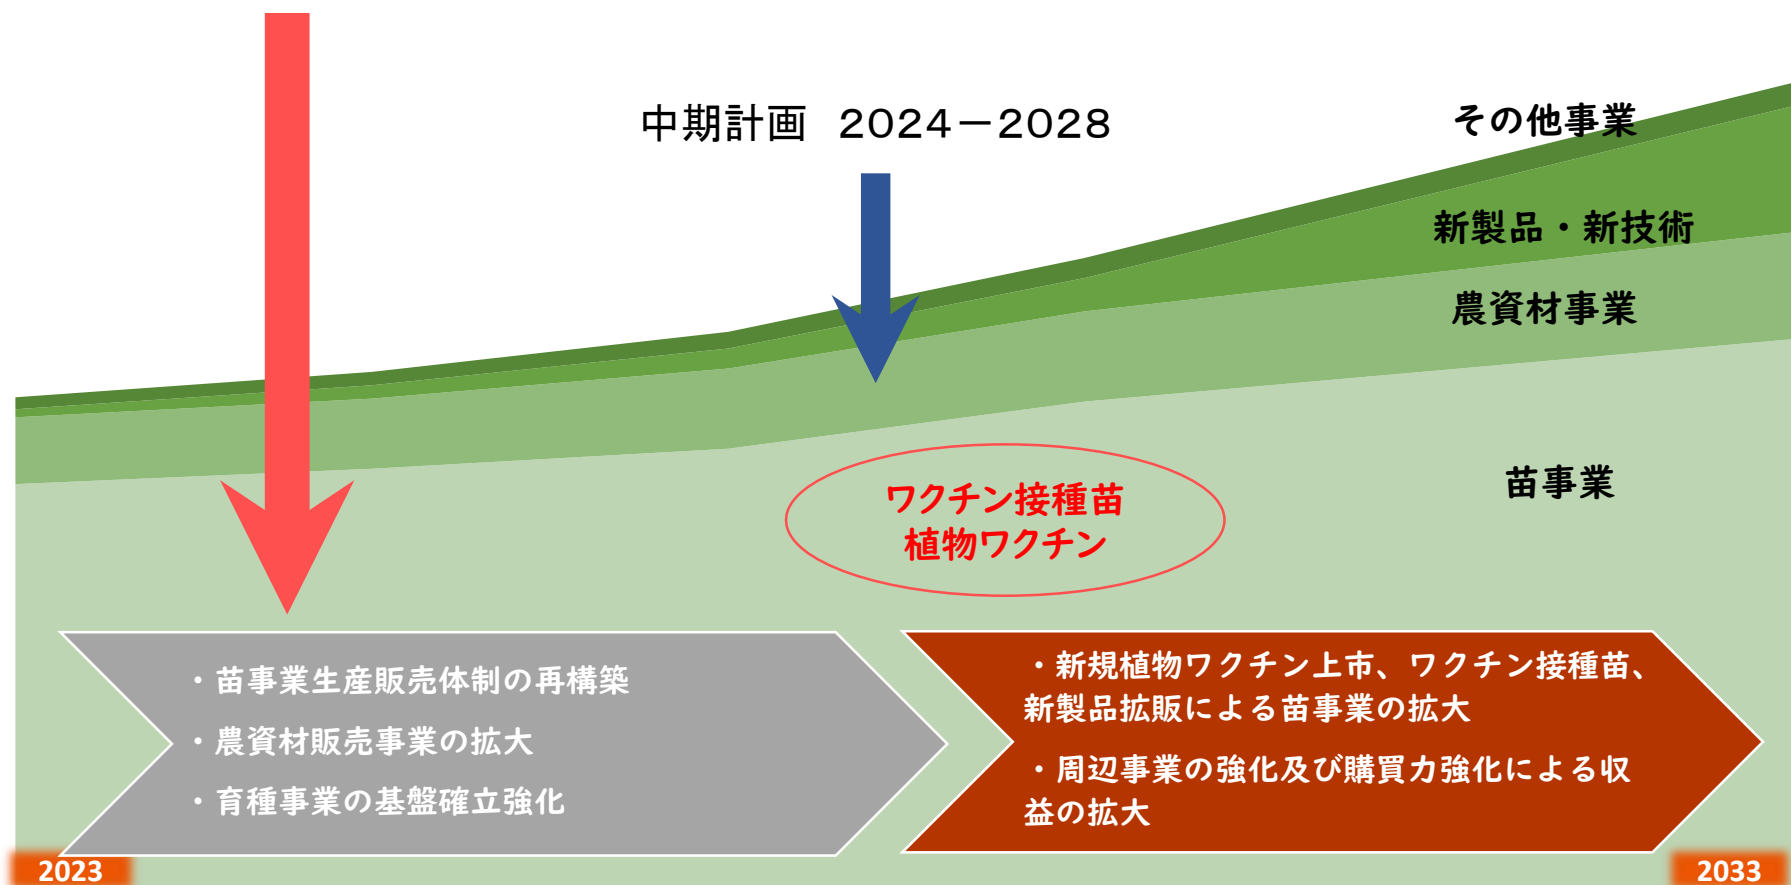 中期計画　2024－2028
その他事業
新製品・新技術
農資材事業
苗事業
ワクチン接種苗
植物ワクチン
・苗事業生産販売体制の再構築
・農資材販売事業の拡大
・育種事業の基盤確立強化
・新規植物ワクチン上市、ワクチン接種苗、
新製品拡販による苗事業の拡大
・周辺事業の強化及び購買力強化による収
益の拡大
2023
2033